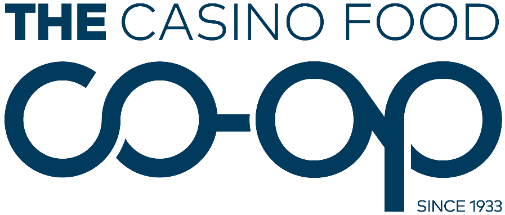 THE CASINO FOOD
co-op
SINCE 1933